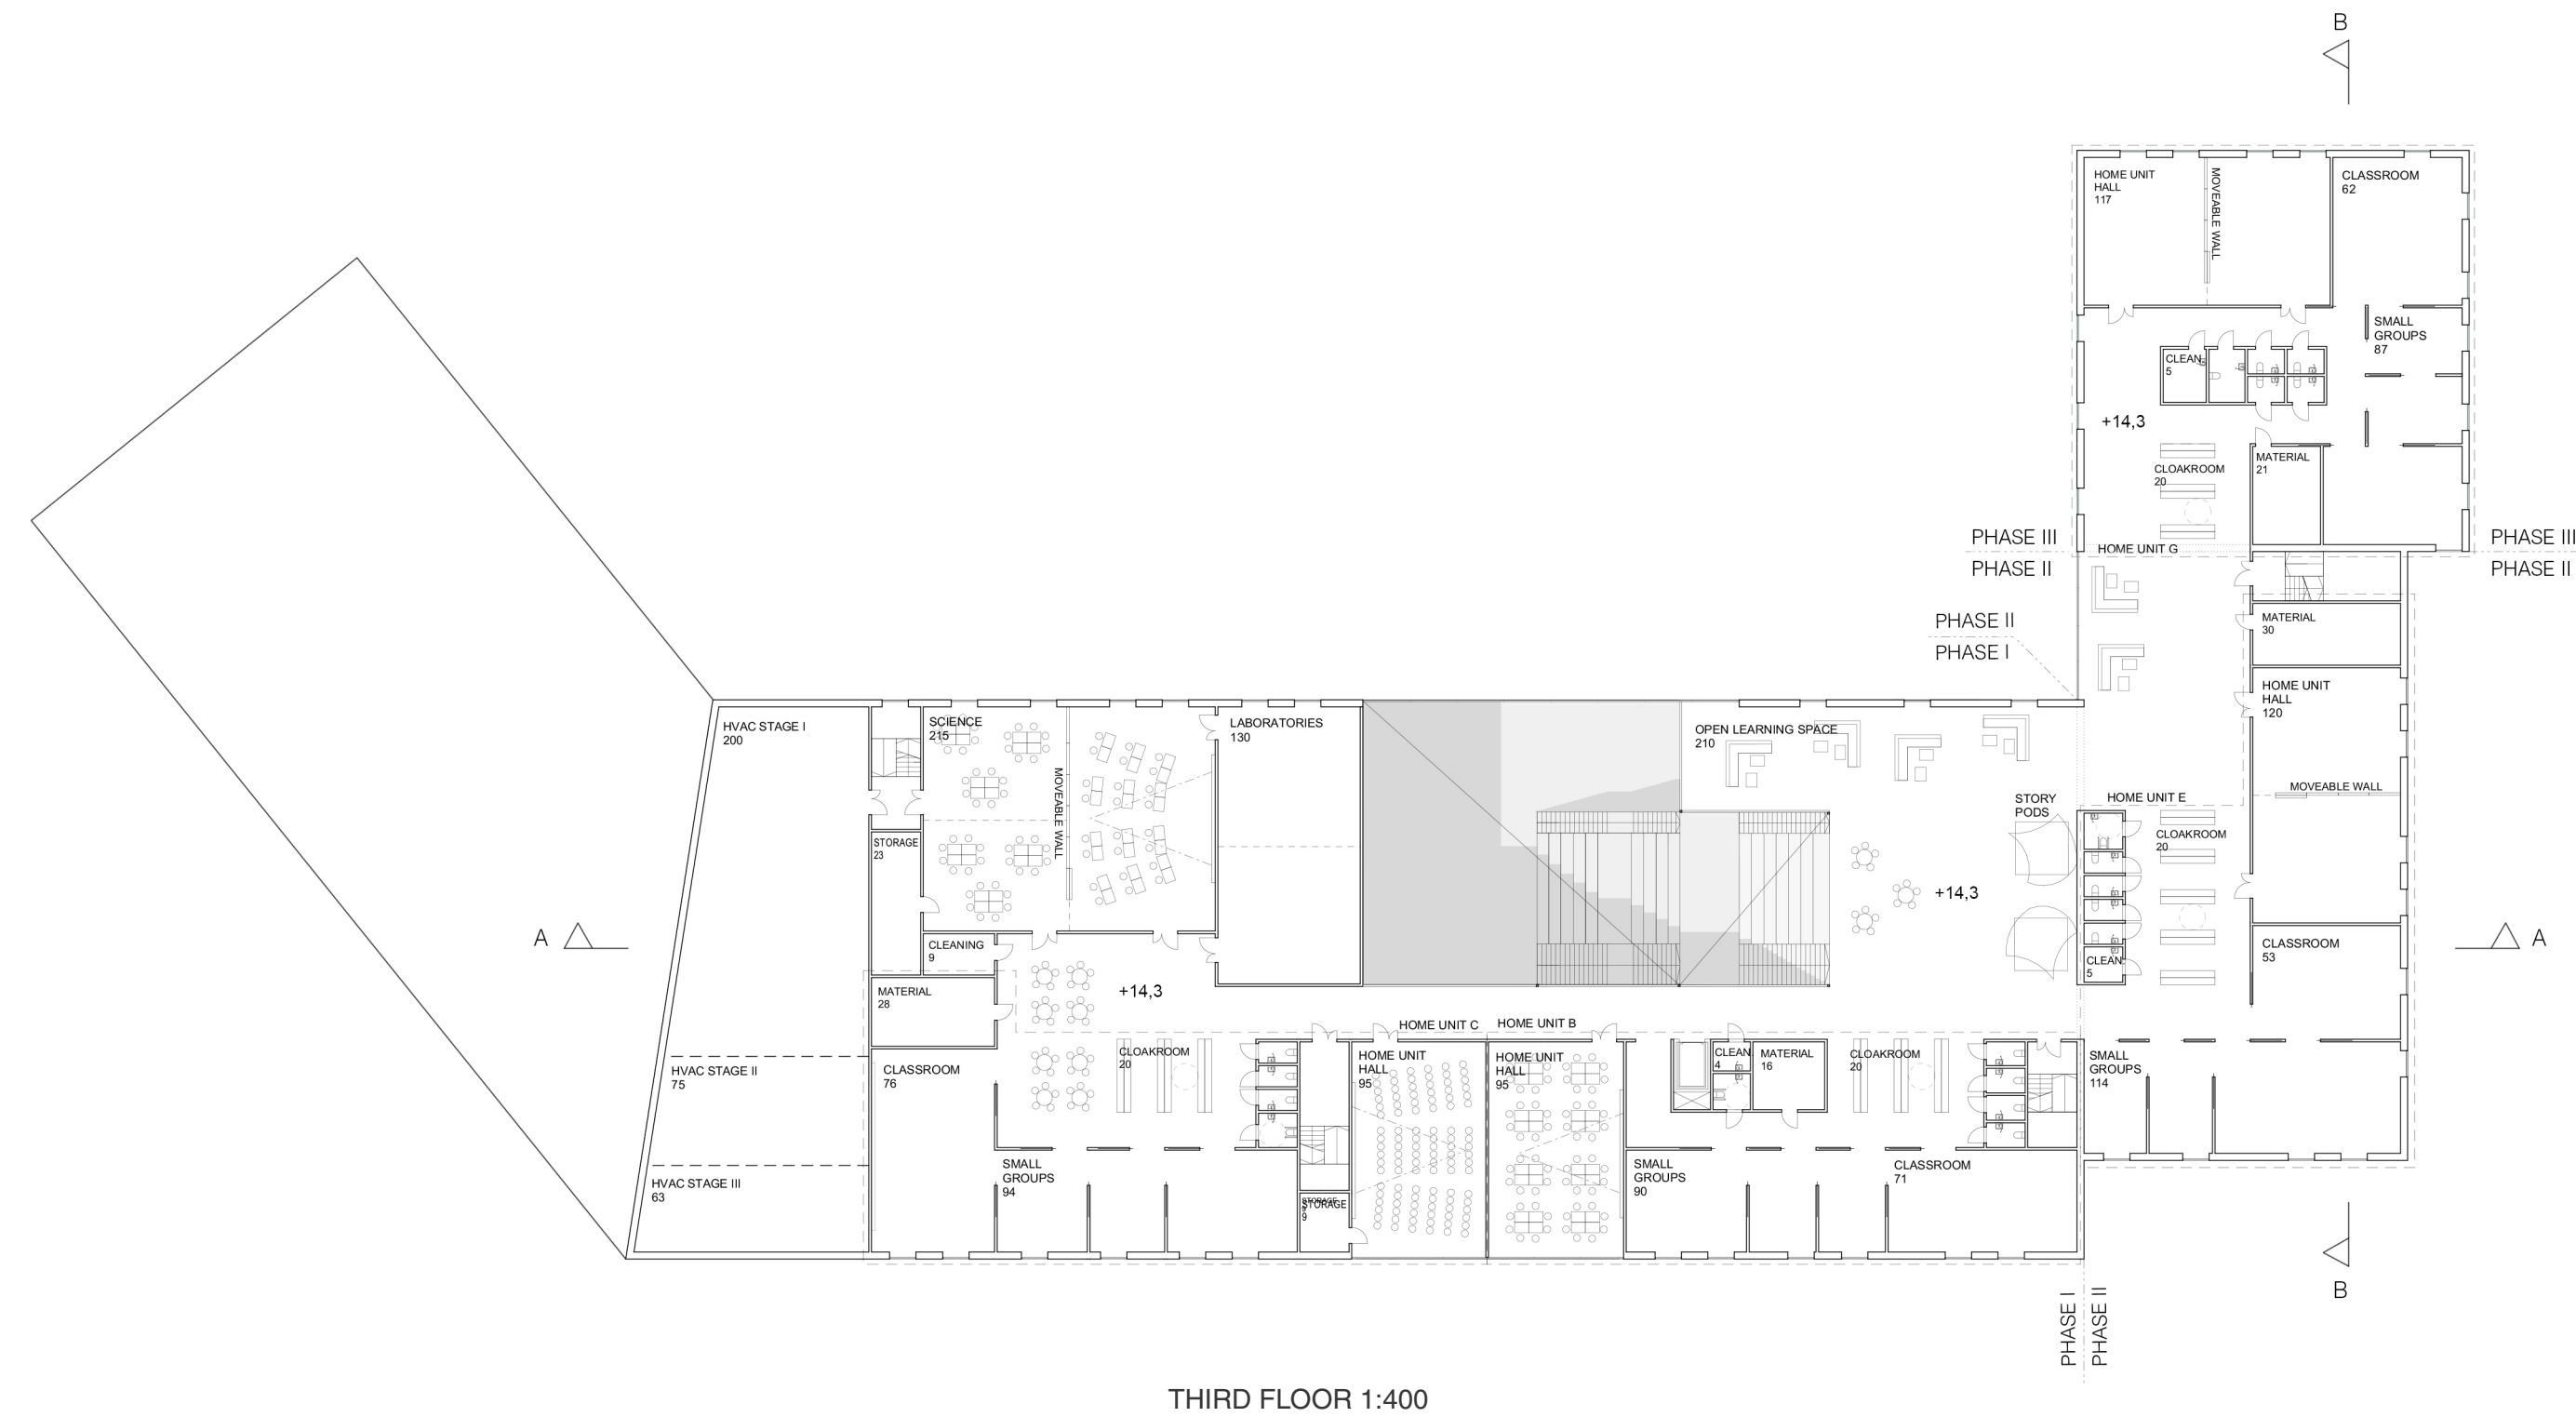 B
HOME UNIT
HALL
117
MOVEABLE WALL
CLASSROOM
62
SMALL
GROUPS
87
CLEAN
5
+14,3
CLOAKROOM
20
MATERIAL
21
PHASE III
PHASE II
HOME UNIT G
PHASE III
PHASE II
MATERIAL
30
PHASE II
PHASE I
HOME UNIT
HALL
120
MOVEABLE WALL
HVAC STAGE I
200
SCIENCE
215
MOVEABLE WALL
LABORATORIES
130
OPEN LEARNING SPACE
210
STORY
PODS
HOME UNIT E
CLOAKROOM
20
STORAGE
23
+14,3
A
CLEANING
9
CLEAN
5
CLASSROOM
53
A
MATERIAL
28
+14,3
HOME UNIT C
HOME UNIT B
HVAC STAGE II
75
CLASSROOM
76
CLOAKROOM
20
HOME UNIT
HALL
95
HOME UNIT
HALL
95
CLEAN
4
MATERIAL
16
CLOAKROOM
20
SMALL
GROUPS
114
HVAC STAGE III
63
SMALL
GROUPS
94
STORAGE
STORAGE
9
SMALL
GROUPS
90
CLASSROOM
71
B
PHASE I
PHASE II
THIRD FLOOR 1:400